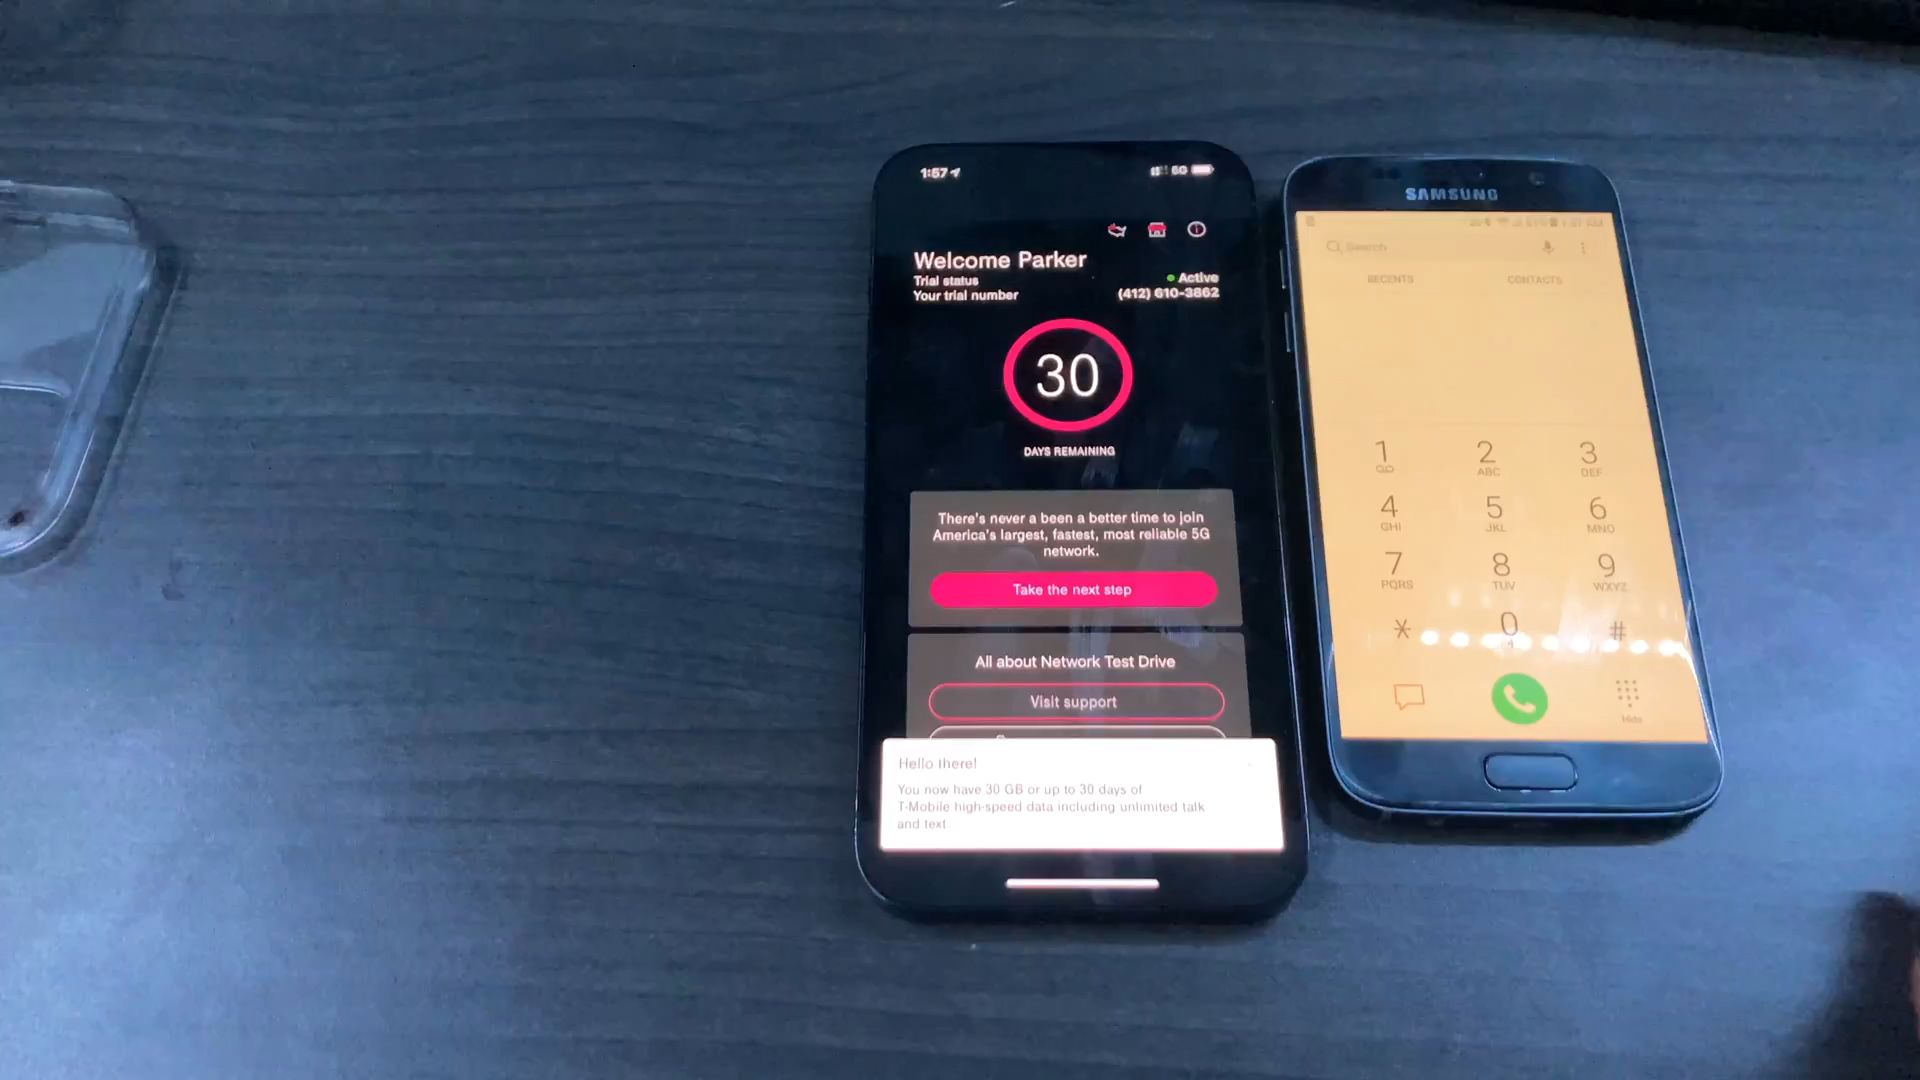 1:57
5G
Welcome Parker
Trial status
Active
Your trial number
(412) 610-3862
30
DAYS REMAINING
There's never a been a better time to join
America's largest, fastest, most reliable 5G
network.
Take the next step
All about Network Test Drive
Visit support
Hello there!
You now have 30 GB or up to 30 days of
T-Mobile high-speed data including unlimited talk
and text.
SAMSUNG
Search
RECENTS
CONTACTS
1
2
ABC
3
DEF
4
GHI
5
JKL
6
MNO
7
PQRS
8
TUV
9
WXYZ
*
0
+
#
Hide